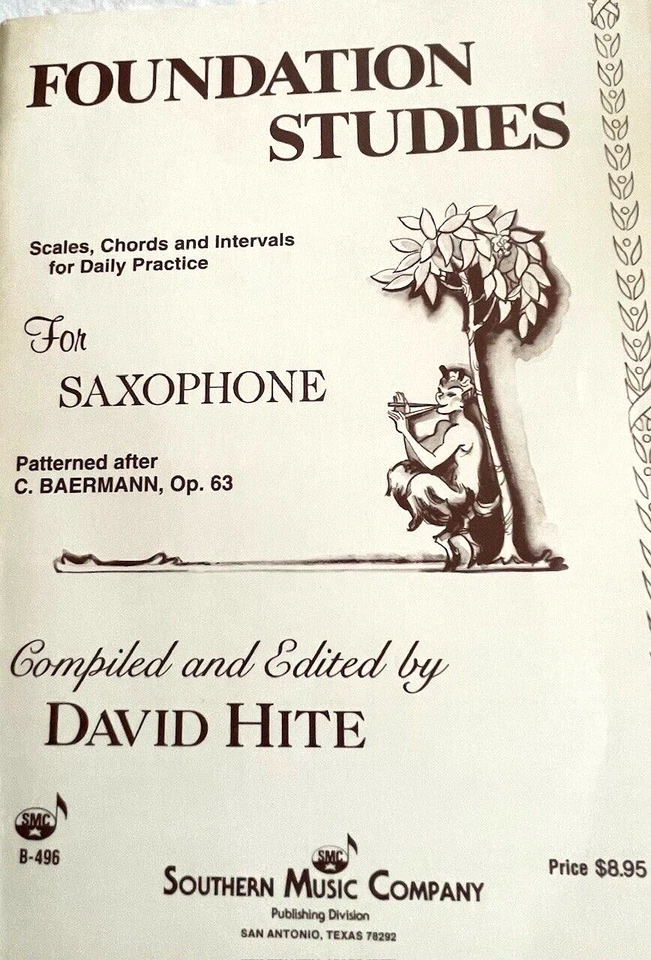 FOUNDATION
STUDIES
Scales, Chords and Intervals
for Daily Practice
For
SAXOPHONE
Patterned after
C. BAERMANN, Op. 63
Compiled and Edited by
DAVID HITE
SMC
B-496
SMC
SOUTHERN MUSIC COMPANY
Publishing Division
SAN ANTONIO, TEXAS 78292
Price $8.95